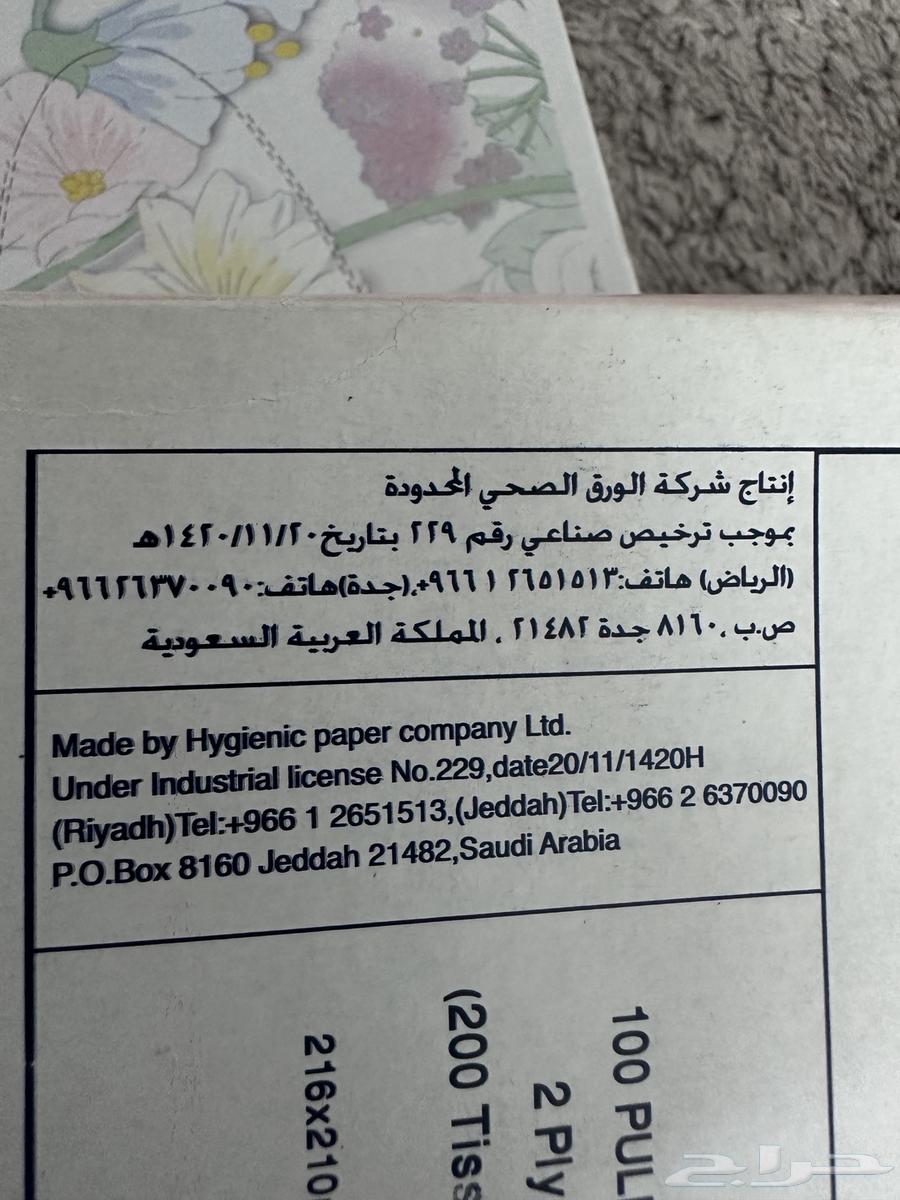 إنتاج شركة الورق الصحي المحدودة
بموجب ترخيص صناعي رقم ٢٢٩ بتاريخ ١٤٢٠/١١/٢٠هـ
(الرياض) هاتف:٢٦٥١٥١٣ ١ ٩٦٦+،(جدة)هاتف:٩٦٦٢٦٣٧٠٠٩٠+
ص.ب ،٨١٦٠ جدة ٢١٤٨٢ ، المملكة العربية السعودية
Made by Hygienic paper company Ltd.
Under Industrial license No.229,date20/11/1420H
(Riyadh)Tel:+966 1 2651513,(Jeddah)Tel:+966 2 6370090
P.O.Box 8160 Jeddah 21482,Saudi Arabia
100 PULL
2 Ply
(200 Tiss
216x210
حراج